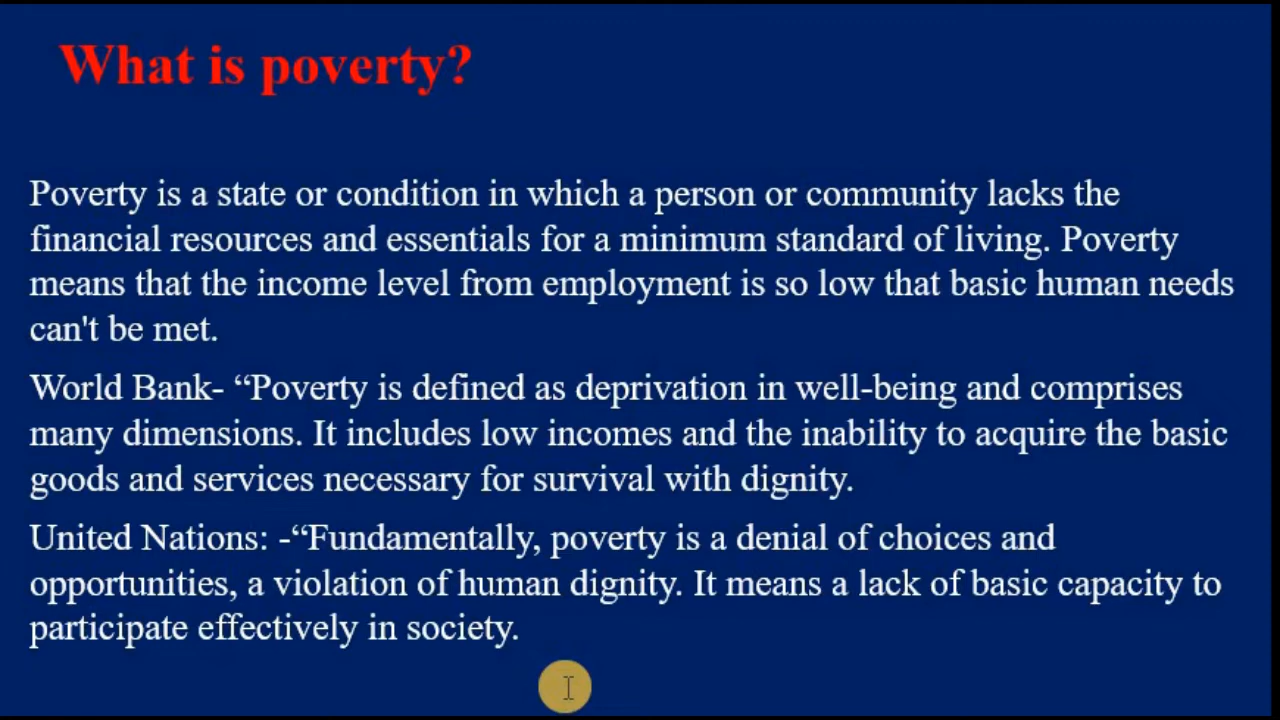 What is poverty?
Poverty is a state or condition in which a person or community lacks the
financial resources and essentials for a minimum standard of living. Poverty
means that the income level from employment is so low that basic human needs
can't be met.
World Bank- “Poverty is defined as deprivation in well-being and comprises
many dimensions. It includes low incomes and the inability to acquire the basic
goods and services necessary for survival with dignity.
United Nations: -“Fundamentally, poverty is a denial of choices and
opportunities, a violation of human dignity. It means a lack of basic capacity to
participate effectively in society.